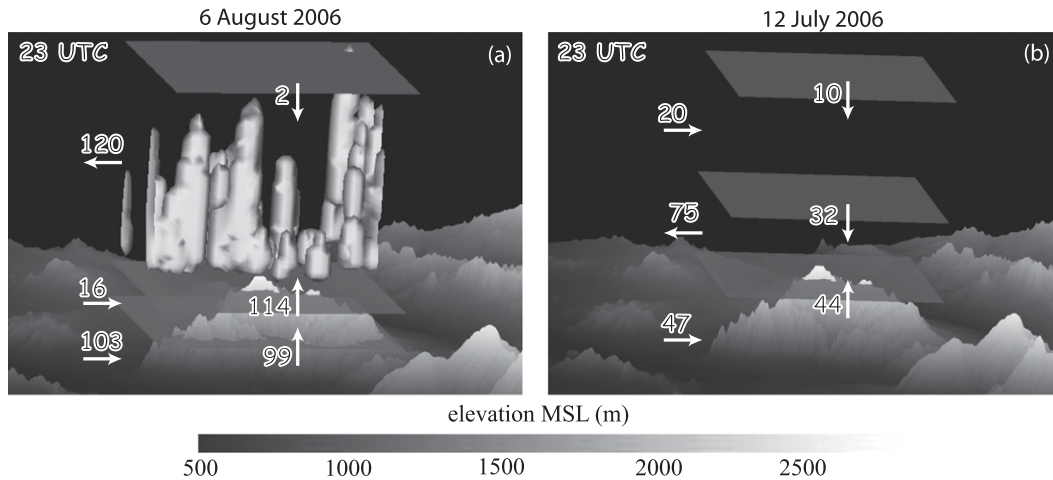 6 August 2006
12 July 2006
23 UTC
(a)
2
120
16
114
103
99
23 UTC
(b)
10
20
75
32
44
47
elevation MSL (m)
500 1000 1500 2000 2500